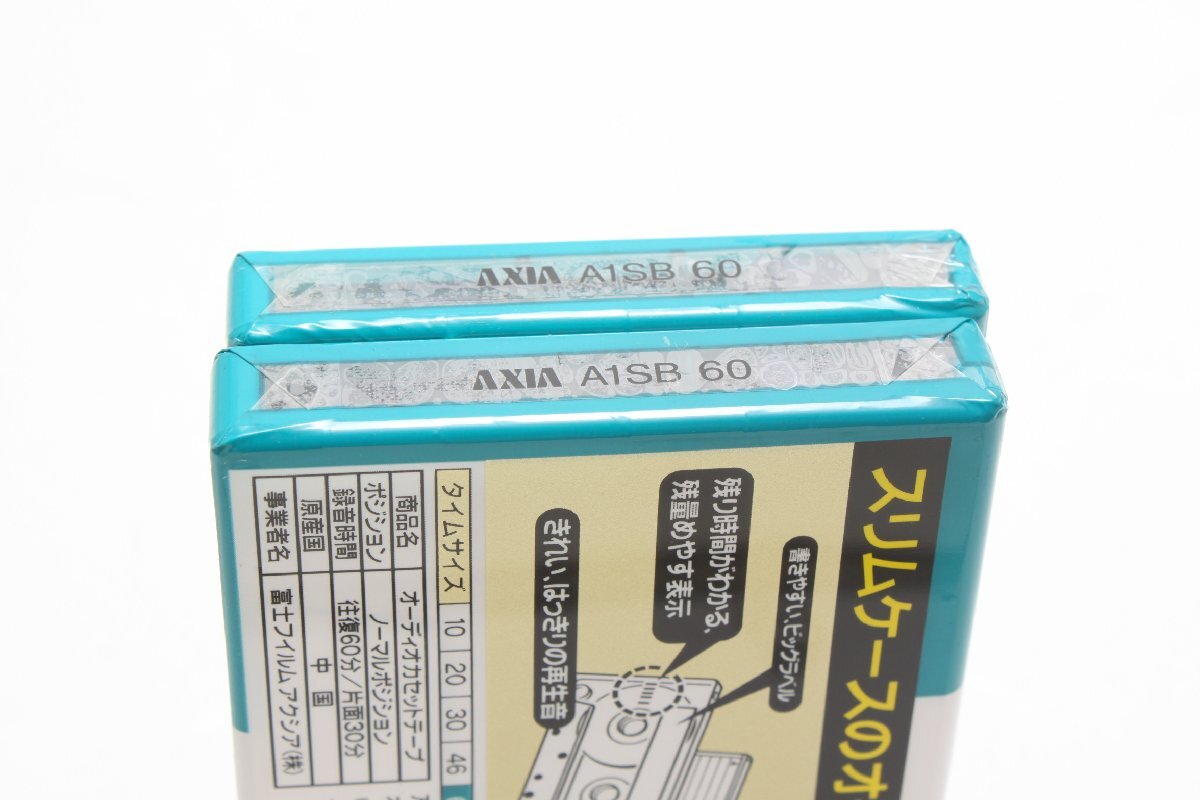 AXIA A1SB 60
AXIA A1SB 60
スリムケースのオ
書きやすい、ビッグラベル
残り時間がわかる、
残量めやす表示
きれい、はっきりの再生音
タイムサイズ 10 20 30 46
商品名 オーディオカセットテープ
ポジション ノーマルポジション
録音時間 往復60分/片面30分
原産国 中国
事業者名 富士フイルムアクシア(株)